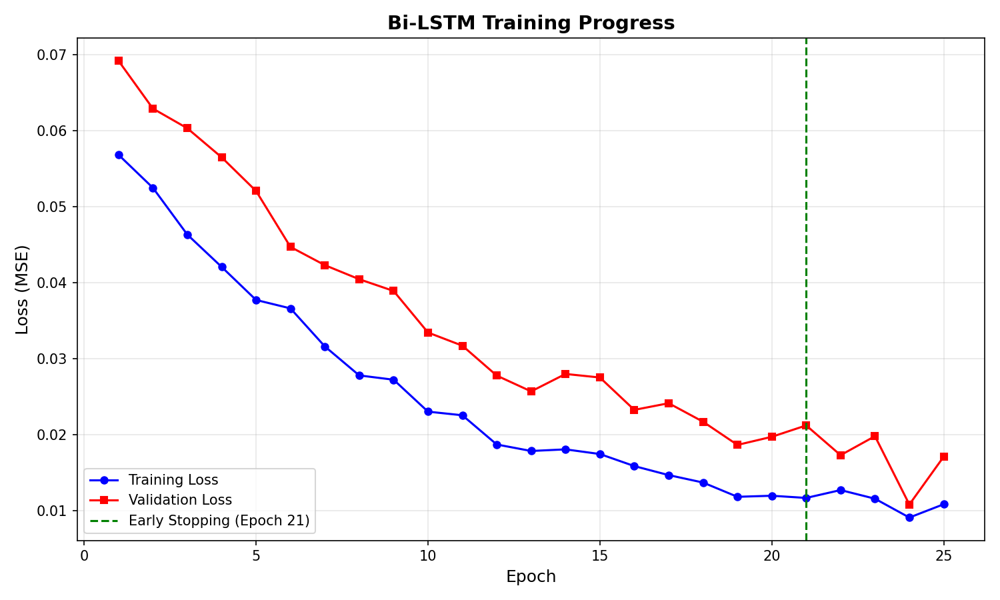 Bi-LSTM Training Progress
Loss (MSE)
0.07
0.06
0.05
0.04
0.03
0.02
0.01
Training Loss
Validation Loss
Early Stopping (Epoch 21)
0 5 10 15 20 25
Epoch